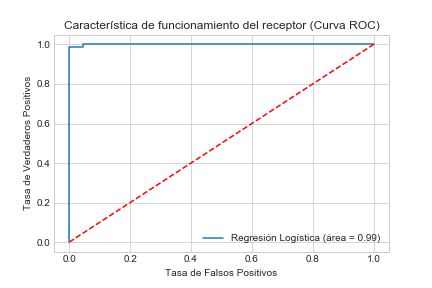 Característica de funcionamiento del receptor (Curva ROC)
1.0
0.8
0.6
0.4
0.2
0.0
Tasa de Verdaderos Positivos
Regresión Logística (área = 0.99)
0.0 0.2 0.4 0.6 0.8 1.0
Tasa de Falsos Positivos